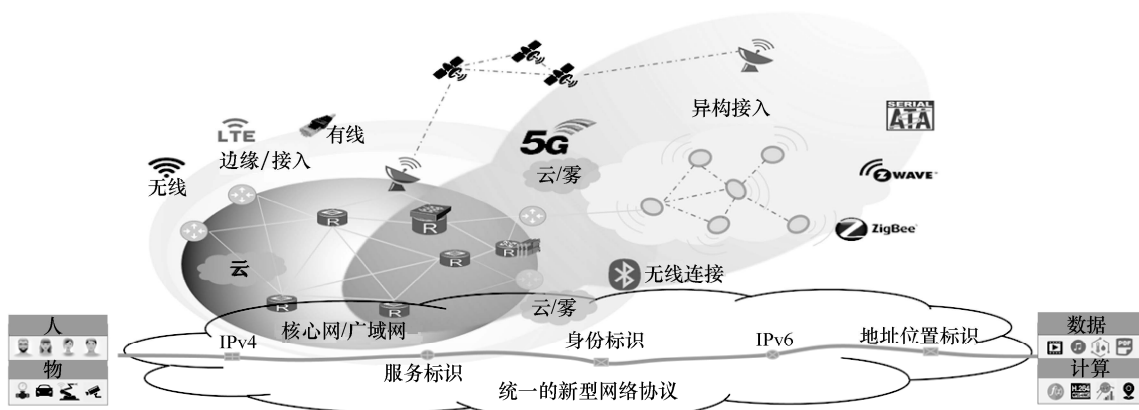 异构接入
SERIAL
ATA
LTE
有线
5G
边缘/接入
云/雾
无线
Z WAVE
R
R
ZigBee
R
R
云
无线连接
R
R
云/雾
核心网/广域网
人
IPv4
身份标识
IPv6
地址位置标识
数据
PDF
物
服务标识
计算
统一的新型网络协议
f(x)
H.264